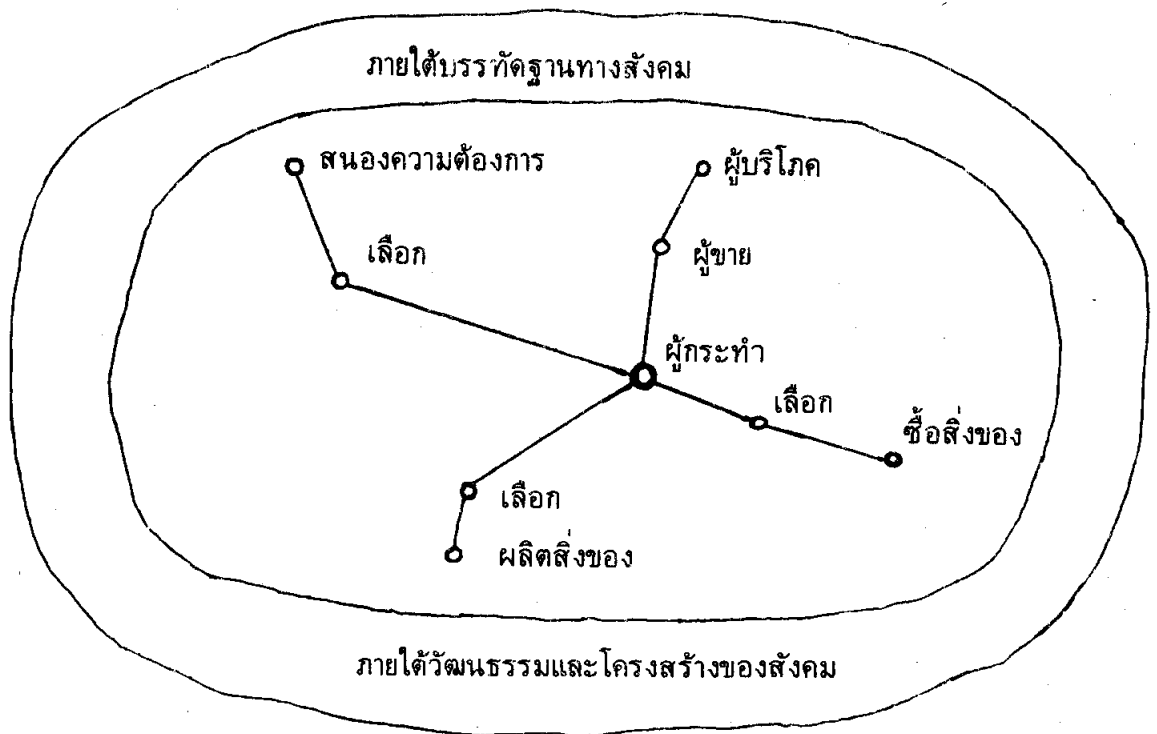 ภายใต้บรรทัดฐานทางสังคม
สนองความต้องการ
ผู้บริโภค
เลือก
ผู้ขาย
ผู้กระทำ
เลือก
ซื้อสิ่งของ
เลือก
ผลิตสิ่งของ
ภายใต้วัฒนธรรมและโครงสร้างของสังคม